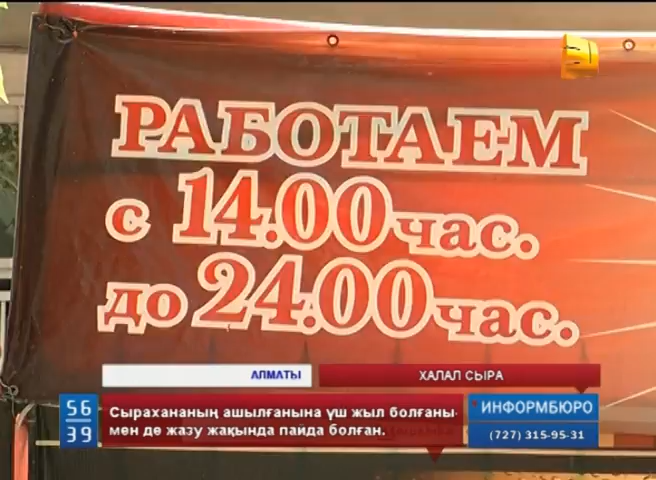 РАБОТАЕМ
с 14.00 час.
до 24.00 час.
АЛМАТЫ
ХАЛАЛ СЫРА
56
39
Сырахананың ашылғанына үш жыл болғаны
мен де жазу жақында пайда болған.
ИНФОРМБЮРО
(727) 315-95-31